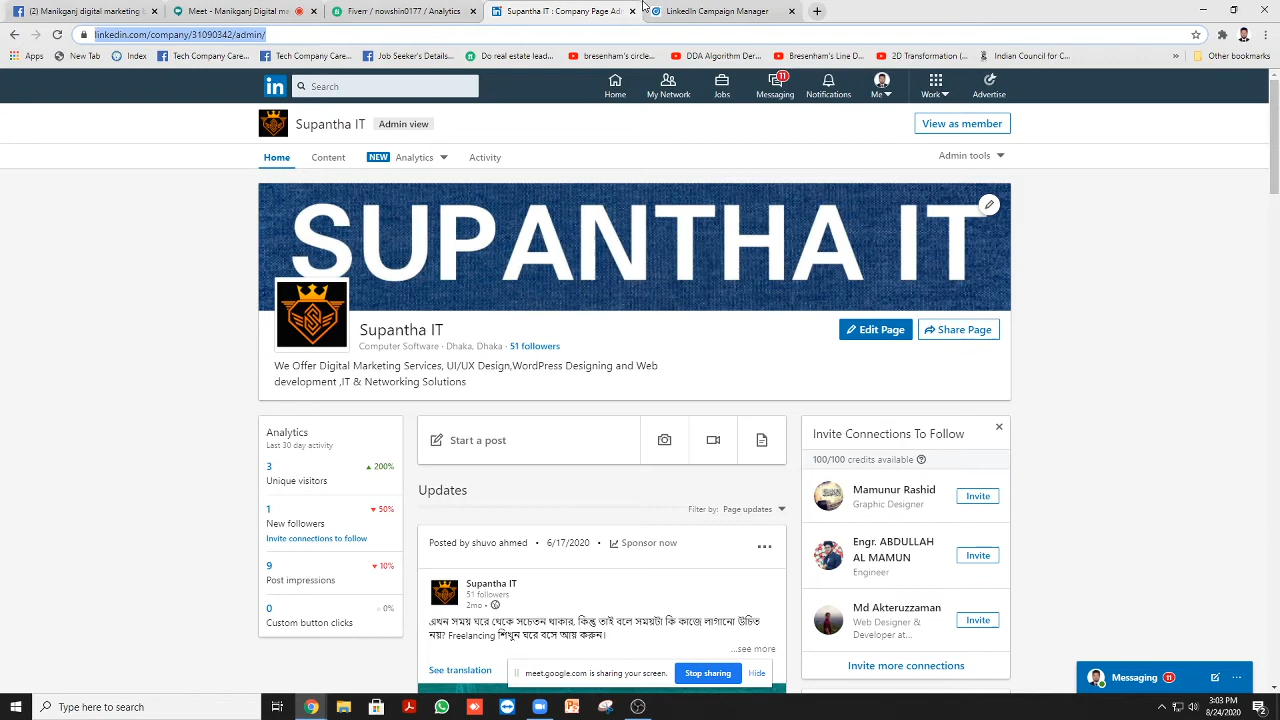 (2) Manikganj digital mar
Meet - Manikganj Digital
Fiverr / nowshin0177 / Analytics
Supantha IT : Company Page Ad
LinkedIn Campaign Manager
linkedin.com/company/31090342/admin/
Apps
New Tab
Index
Tech Company Care...
Tech Company Care...
Job Seeker's Details...
Do real estate lead...
bresenham's circle...
DDA Algorithm Der...
Bresenham's Line D...
2D Transformation (...
Indian Council for C...
Other bookmarks
in
Search
Home
My Network
Jobs
11
Messaging
Notifications
Me
Work
Advertise
Supantha IT
Admin view
View as member
Home
Content
NEW
Analytics
Activity
Admin tools
SUPANTHA IT
Supantha IT
Computer Software · Dhaka, Dhaka · 51 followers
Edit Page
Share Page
We Offer Digital Marketing Services, UI/UX Design,WordPress Designing and Web
development ,IT & Networking Solutions
Analytics
Last 30 day activity
3
200%
Unique visitors
1
50%
New followers
Invite connections to follow
9
10%
Post impressions
0
0%
Custom button clicks
Start a post
Updates
Filter by: Page updates
Posted by shuvo ahmed • 6/17/2020 • Sponsor now
Supantha IT
51 followers
2mo •
এখন সময় ঘরে থেকে সচেতন থাকার, কিন্তু তাই বলে সময়টা কি কাজে লাগানো উচিত
নয়? Freelancing শিখুন ঘরে বসে আয় করুন।
...see more
See translation
meet.google.com is sharing your screen.
Stop sharing
Hide
Invite Connections To Follow
100/100 credits available
Mamunur Rashid
Graphic Designer
Invite
Engr. ABDULLAH
AL MAMUN
Engineer
Invite
Md Akteruzzaman
Web Designer &
Developer at...
Invite
Invite more connections
Messaging
11
Type here to search
3:03 PM
8/24/2020